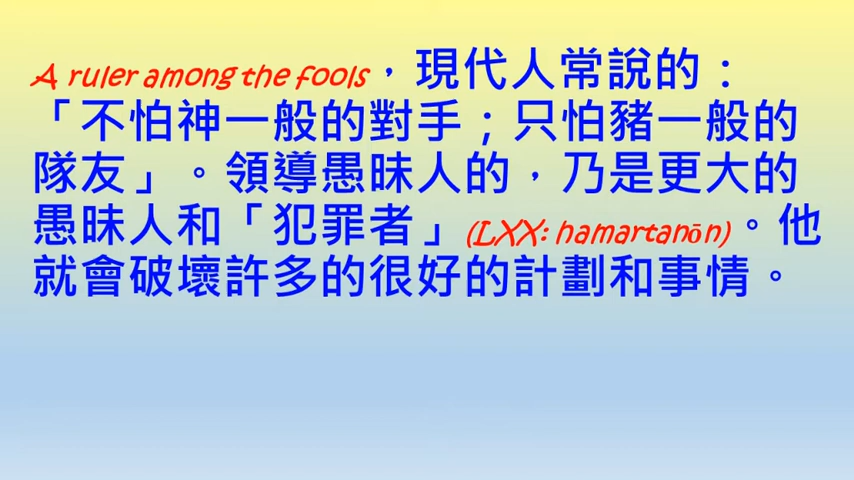 A ruler among the fools，現代人常說的：
「不怕神一般的對手；只怕豬一般的
隊友」。領導愚昧人的，乃是更大的
愚昧人和「犯罪者」(LXX: hamartanōn)。他
就會破壞許多的很好的計劃和事情。